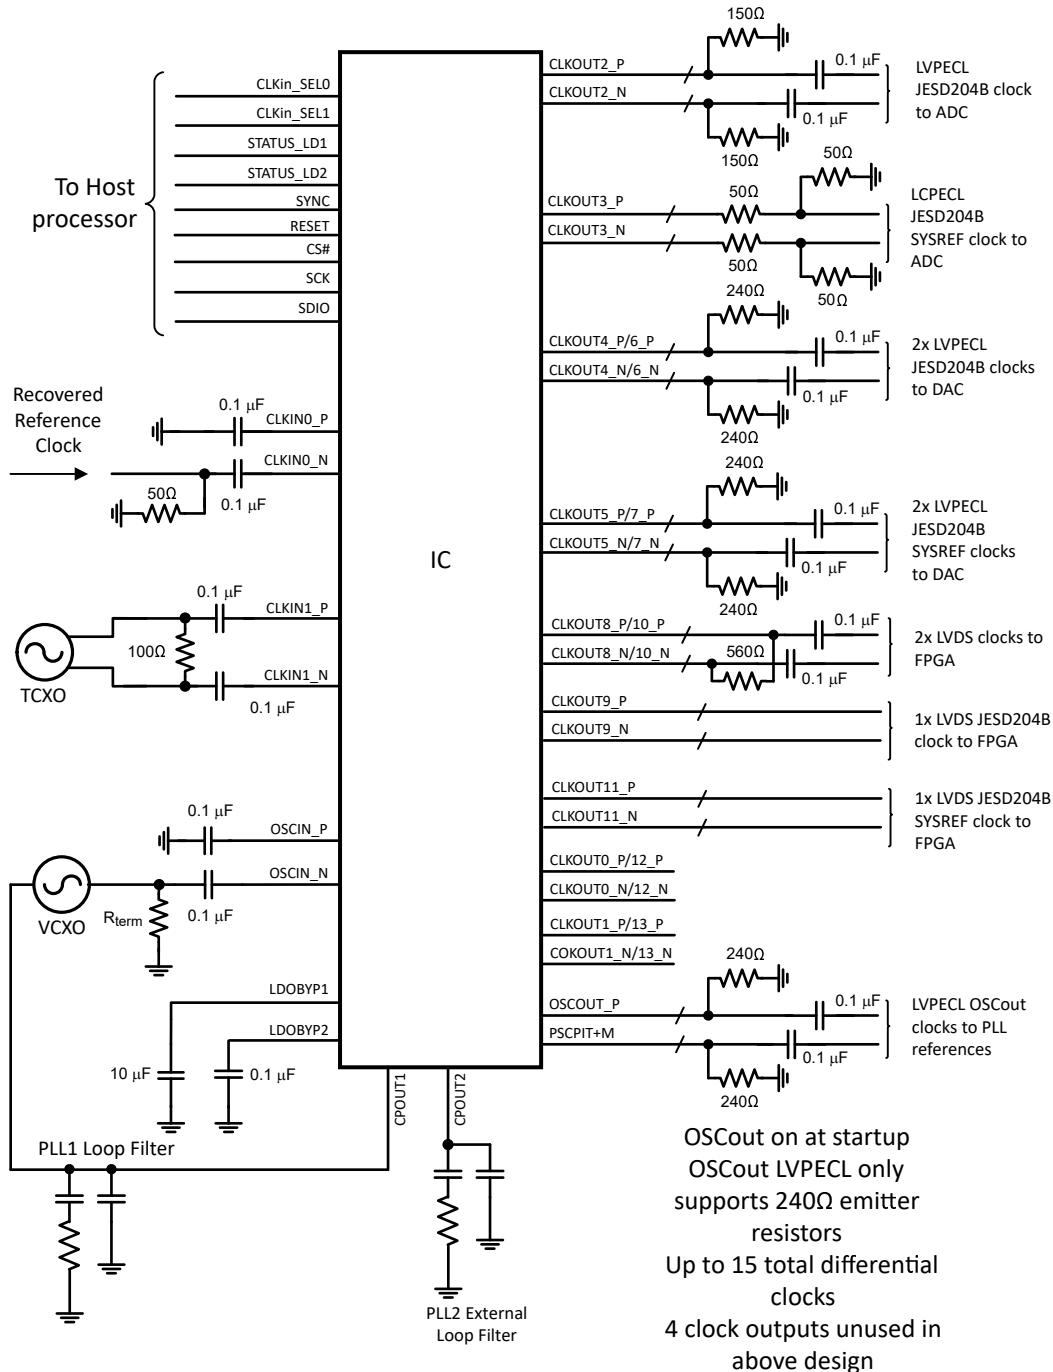 To Host
processor
CLKin_SEL0
CLKin_SEL1
STATUS_LD1
STATUS_LD2
SYNC
RESET
CS#
SCK
SDIO
Recovered
Reference
Clock
0.1 μF
CLKIN0_P
CLKIN0_N
50Ω
0.1 μF
0.1 μF
CLKIN1_P
100Ω
TCXO
CLKIN1_N
0.1 μF
0.1 μF
OSCIN_P
OSCIN_N
VCXO
Rterm
0.1 μF
LDOBYP1
LDOBYP2
10 μF
0.1 μF
CPOUT1
CPOUT2
PLL1 Loop Filter
PLL2 External
Loop Filter
IC
150Ω
CLKOUT2_P
0.1 μF
CLKOUT2_N
0.1 μF
150Ω
LVPECL
JESD204B clock
to ADC
50Ω
CLKOUT3_P
50Ω
CLKOUT3_N
50Ω
50Ω
LCPECL
JESD204B
SYSREF clock to
ADC
240Ω
CLKOUT4_P/6_P
0.1 μF
CLKOUT4_N/6_N
0.1 μF
240Ω
2x LVPECL
JESD204B clocks
to DAC
240Ω
CLKOUT5_P/7_P
0.1 μF
CLKOUT5_N/7_N
0.1 μF
240Ω
2x LVPECL
JESD204B
SYSREF clocks
to DAC
CLKOUT8_P/10_P
0.1 μF
CLKOUT8_N/10_N
560Ω
0.1 μF
2x LVDS clocks to
FPGA
CLKOUT9_P
CLKOUT9_N
1x LVDS JESD204B
clock to FPGA
CLKOUT11_P
CLKOUT11_N
1x LVDS JESD204B
SYSREF clock to
FPGA
CLKOUT0_P/12_P
CLKOUT0_N/12_N
CLKOUT1_P/13_P
COKOUT1_N/13_N
240Ω
OSCOUT_P
0.1 μF
PSCPIT+M
0.1 μF
240Ω
LVPECL OSCout
clocks to PLL
references
OSCout on at startup
OSCout LVPECL only
supports 240Ω emitter
resistors
Up to 15 total differential
clocks
4 clock outputs unused in
above design